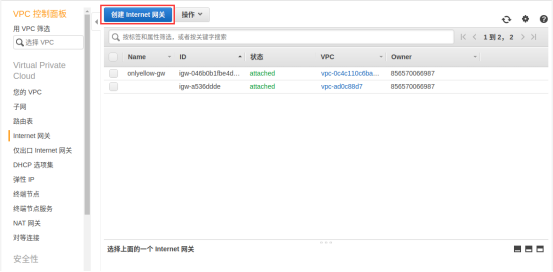 VPC 控制面板
用 VPC 筛选
选择 VPC
Virtual Private
Cloud
您的 VPC
子网
路由表
Internet 网关
仅出口 Internet 网关
DHCP 选项集
弹性 IP
终端节点
终端节点服务
NAT 网关
对等连接
安全性
创建 Internet 网关
操作
按标签和属性筛选，或者按关键字搜索
1 到 2， 2
Name ID 状态 VPC Owner
onlyellow-gw igw-046b0b1fbe4d... attached vpc-0c4c110c6ba... 856570066987
igw-a536ddde attached vpc-ad0c88d7 856570066987
选择上面的一个 Internet 网关